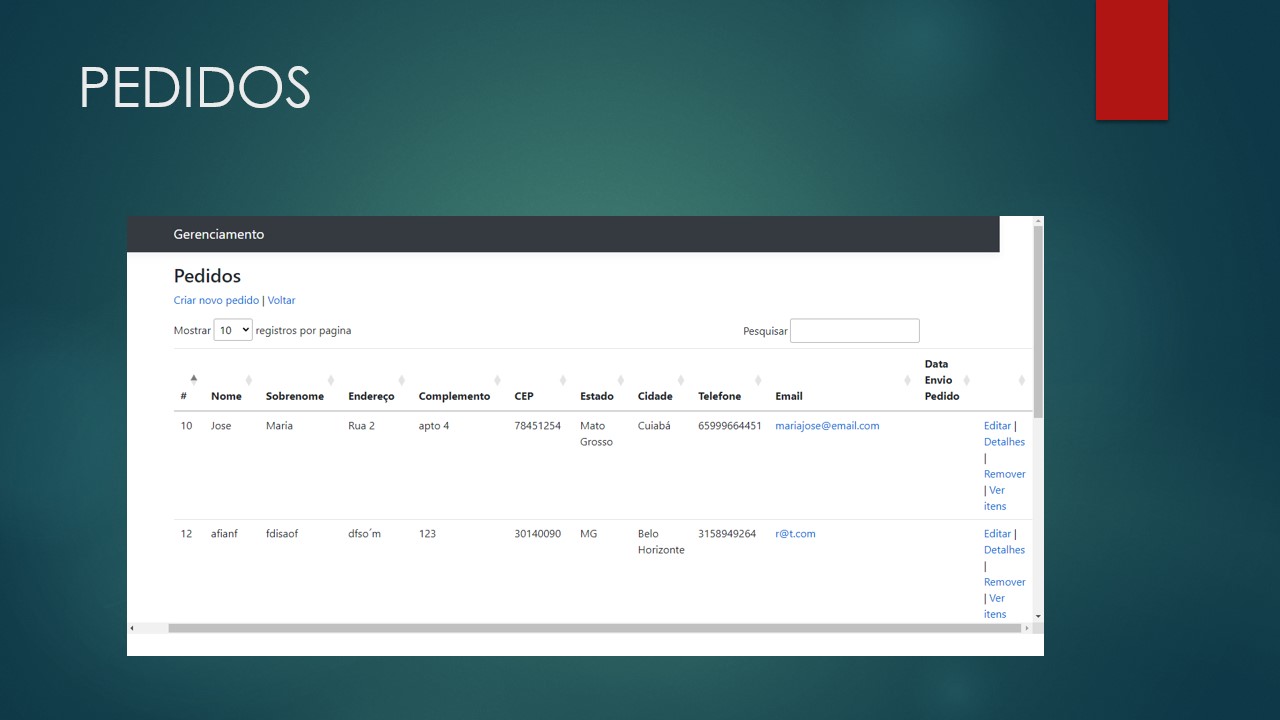 PEDIDOS
Gerenciamento
Pedidos
Criar novo pedido | Voltar
Mostrar 10 registros por pagina Pesquisar
# Nome Sobrenome Endereço Complemento CEP Estado Cidade Telefone Email Data Envio Pedido
10 Jose Maria Rua 2 apto 4 78451254 Mato Grosso Cuiabá 65999664451 mariajose@email.com Editar | Detalhes | Remover | Ver itens
12 afianf fdisaof dfso´m 123 30140090 MG Belo Horizonte 3158949264 r@t.com Editar | Detalhes | Remover | Ver itens